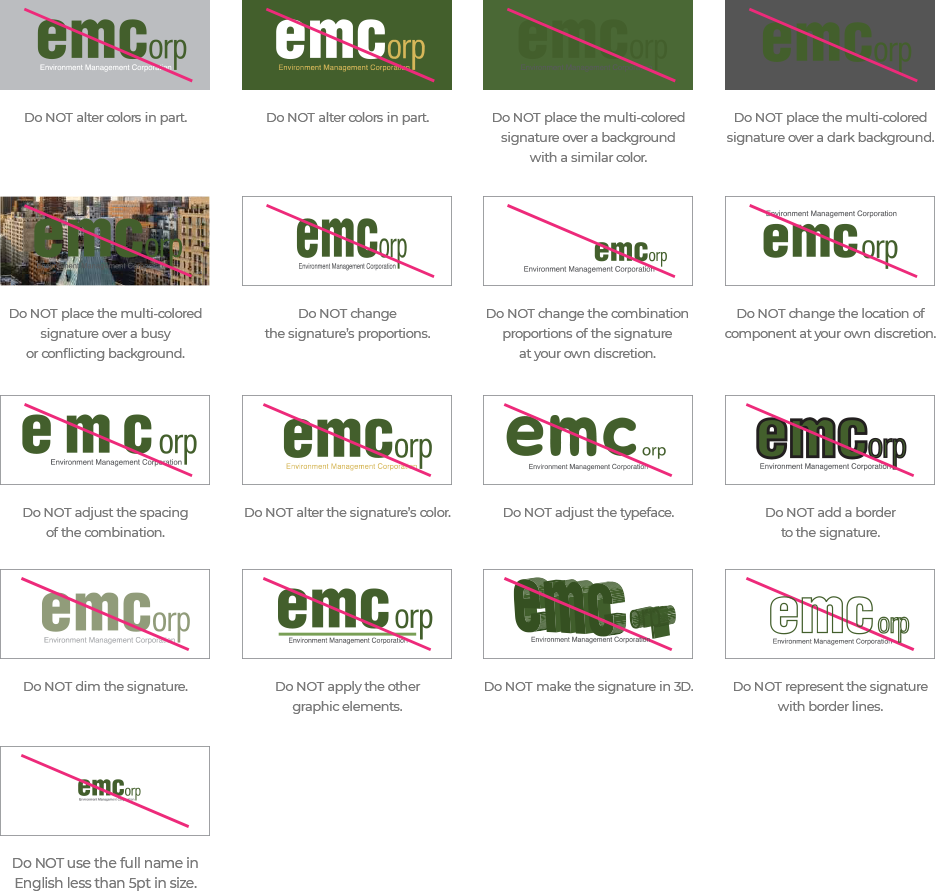 emcorp
Environment Management Corporation
Do NOT alter colors in part.
emcorp
Environment Management Corporation
Do NOT alter colors in part.
emcorp
Do NOT place the multi-colored
signature over a background
with a similar color.
emcorp
Do NOT place the multi-colored
signature over a dark background.
emcorp
Do NOT place the multi-colored
signature over a busy
or conflicting background.
emcorp
Environment Management Corporation
Do NOT change
the signature's proportions.
emcorp
Environment Management Corporation
Do NOT change the combination
proportions of the signature
at your own discretion.
Environment Management Corporation
emcorp
Do NOT change the location of
component at your own discretion.
emc orp
Environment Management Corporation
Do NOT adjust the spacing
of the combination.
emcorp
Environment Management Corporation
Do NOT alter the signature's color.
emc orp
Environment Management Corporation
Do NOT adjust the typeface.
emcorp
Environment Management Corporation
Do NOT add a border
to the signature.
emcorp
Environment Management Corporation
Do NOT dim the signature.
emc orp
Environment Management Corporation
Do NOT apply the other
graphic elements.
emc orp
Environment Management Corporation
Do NOT make the signature in 3D.
emcorp
Environment Management Corporation
Do NOT represent the signature
with border lines.
emcorp
Environment Management Corporation
Do NOT use the full name in
English less than 5pt in size.